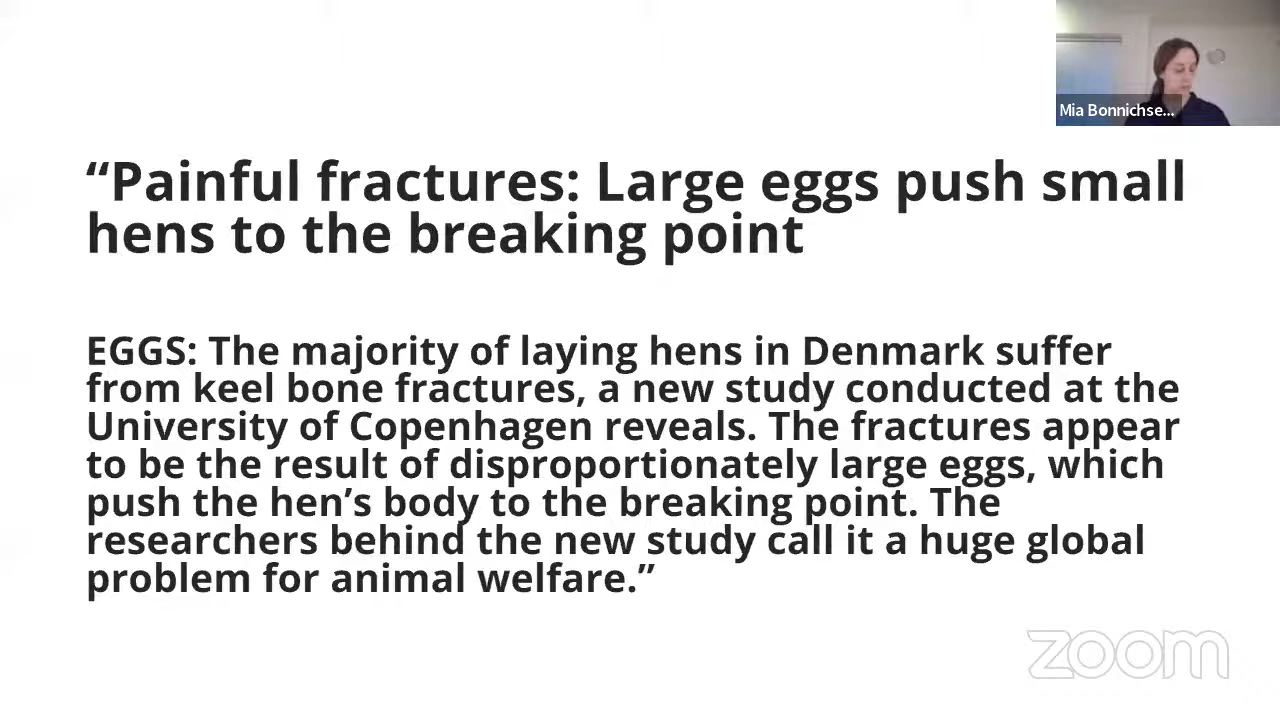 Mia Bonnichse...
“Painful fractures: Large eggs push small
hens to the breaking point
EGGS: The majority of laying hens in Denmark suffer
from keel bone fractures, a new study conducted at the
University of Copenhagen reveals. The fractures appear
to be the result of disproportionately large eggs, which
push the hen’s body to the breaking point. The
researchers behind the new study call it a huge global
problem for animal welfare.”
zoom